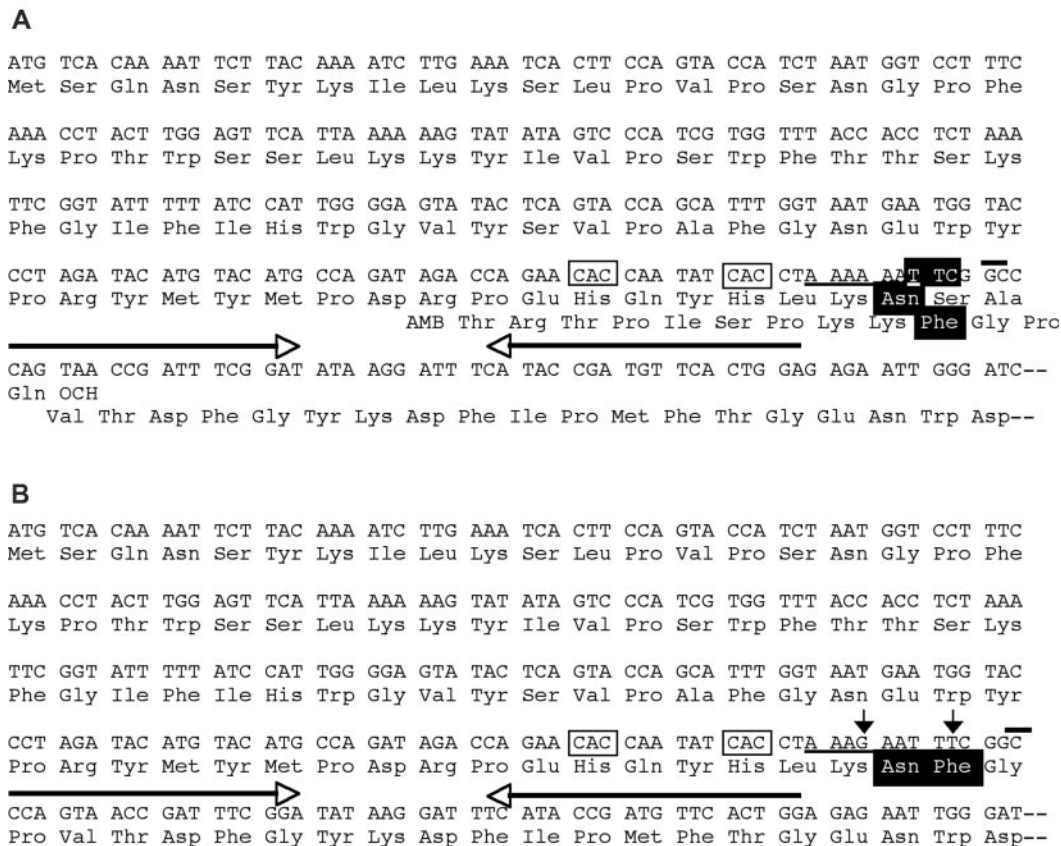 A
ATG TCA CAA AAT TCT TAC AAA ATC TTG AAA TCA CTT CCA GTA CCA TCT AAT GGT CCT TTC
Met Ser Gln Asn Ser Tyr Lys Ile Leu Lys Ser Leu Pro Val Pro Ser Asn Gly Pro Phe
AAA CCT ACT TGG AGT TCA TTA AAA AAG TAT ATA GTC CCA TCG TGG TTT ACC ACC TCT AAA
Lys Pro Thr Trp Ser Ser Leu Lys Lys Tyr Ile Val Pro Ser Trp Phe Thr Thr Ser Lys
TTC GGT ATT TTT ATC CAT TGG GGA GTA TAC TCA GTA CCA GCA TTT GGT AAT GAA TGG TAC
Phe Gly Ile Phe Ile His Trp Gly Val Tyr Ser Val Pro Ala Phe Gly Asn Glu Trp Tyr
CCT AGA TAC ATG TAC ATG CCA GAT AGA CCA GAA CAC CAA TAT CAC CTA AAA AAT TCG GCC
Pro Arg Tyr Met Tyr Met Pro Asp Arg Pro Glu His Gln Tyr His Leu Lys Asn Ser Ala
AMB Thr Arg Thr Pro Ile Ser Pro Lys Lys Phe Gly Pro
CAG TAA CCG ATT TCG GAT ATA AGG ATT TCA TAC CGA TGT TCA CTG GAG AGA ATT GGG ATC--
Gln OCH
Val Thr Asp Phe Gly Tyr Lys Asp Phe Ile Pro Met Phe Thr Gly Glu Asn Trp Asp--
B
ATG TCA CAA AAT TCT TAC AAA ATC TTG AAA TCA CTT CCA GTA CCA TCT AAT GGT CCT TTC
Met Ser Gln Asn Ser Tyr Lys Ile Leu Lys Ser Leu Pro Val Pro Ser Asn Gly Pro Phe
AAA CCT ACT TGG AGT TCA TTA AAA AAG TAT ATA GTC CCA TCG TGG TTT ACC ACC TCT AAA
Lys Pro Thr Trp Ser Ser Leu Lys Lys Tyr Ile Val Pro Ser Trp Phe Thr Thr Ser Lys
TTC GGT ATT TTT ATC CAT TGG GGA GTA TAC TCA GTA CCA GCA TTT GGT AAT GAA TGG TAC
Phe Gly Ile Phe Ile His Trp Gly Val Tyr Ser Val Pro Ala Phe Gly Asn Glu Trp Tyr
CCT AGA TAC ATG TAC ATG CCA GAT AGA CCA GAA CAC CAA TAT CAC CTA AAG AAT TTC GGC
Pro Arg Tyr Met Tyr Met Pro Asp Arg Pro Glu His Gln Tyr His Leu Lys Asn Phe Gly
CCA GTA ACC GAT TTC GGA TAT AAG GAT TTC ATA CCG ATG TTC ACT GGA GAG AAT TGG GAT--
Pro Val Thr Asp Phe Gly Tyr Lys Asp Phe Ile Pro Met Phe Thr Gly Glu Asn Trp Asp--